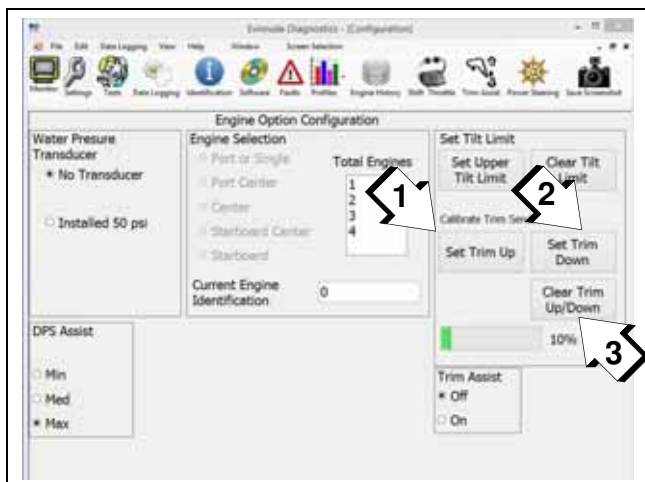 Evinrude Diagnostics - [Configuration]
File Edit Data Logging View Help Window Screen Selection
Monitor Settings Tests Data Logging Identification Software Faults Profiles Engine History Shift Throttle Trim Assist Power Steering Save Screenshot
Engine Option Configuration
Water Presure
Transducer
No Transducer
Installed 50 psi
Engine Selection
Port or Single
Port Center
Center
Starboard Center
Starboard
Total Engines
1
2
3
4
Current Engine
Identification
0
Set Tilt Limit
Set Upper
Tilt Limit
Clear Tilt
Limit
1
2
Calibrate Trim Sen
Set Trim Up
Set Trim
Down
Clear Trim
Up/Down
10%
3
DPS Assist
Min
Med
Max
Trim Assist
Off
On